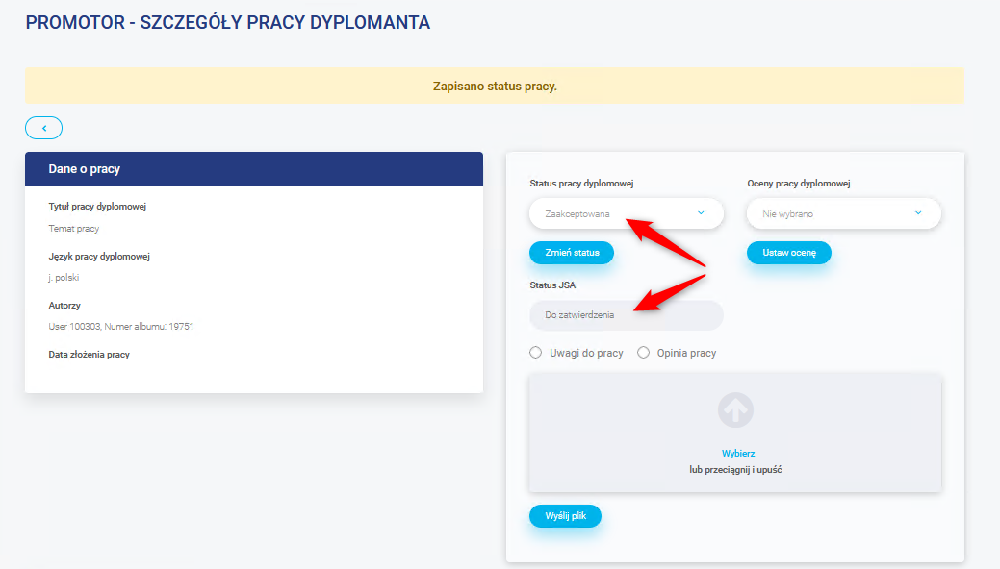 PROMOTOR - SZCZEGÓŁY PRACY DYPLOMANTA
Zapisano status pracy.
Dane o pracy
Tytuł pracy dyplomowej
Temat pracy
Język pracy dyplomowej
j. polski
Autorzy
User 100303, Numer albumu: 19751
Data złożenia pracy
Status pracy dyplomowej
Zaakceptowana
Zmień status
Oceny pracy dyplomowej
Nie wybrano
Ustaw ocenę
Status JSA
Do zatwierdzenia
Uwagi do pracy
Opinia pracy
Wybierz
lub przeciągnij i upuść
Wyślij plik